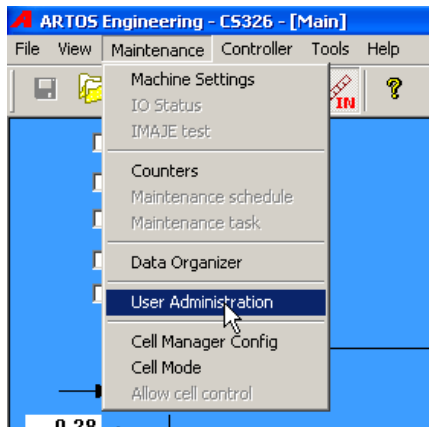 ARTOS Engineering - CS326 - [Main]
File View Maintenance Controller Tools Help
IN ?
Machine Settings
IO Status
IMAJE test
Counters
Maintenance schedule
Maintenance task
Data Organizer
User Administration
Cell Manager Config
Cell Mode
Allow cell control
0.38